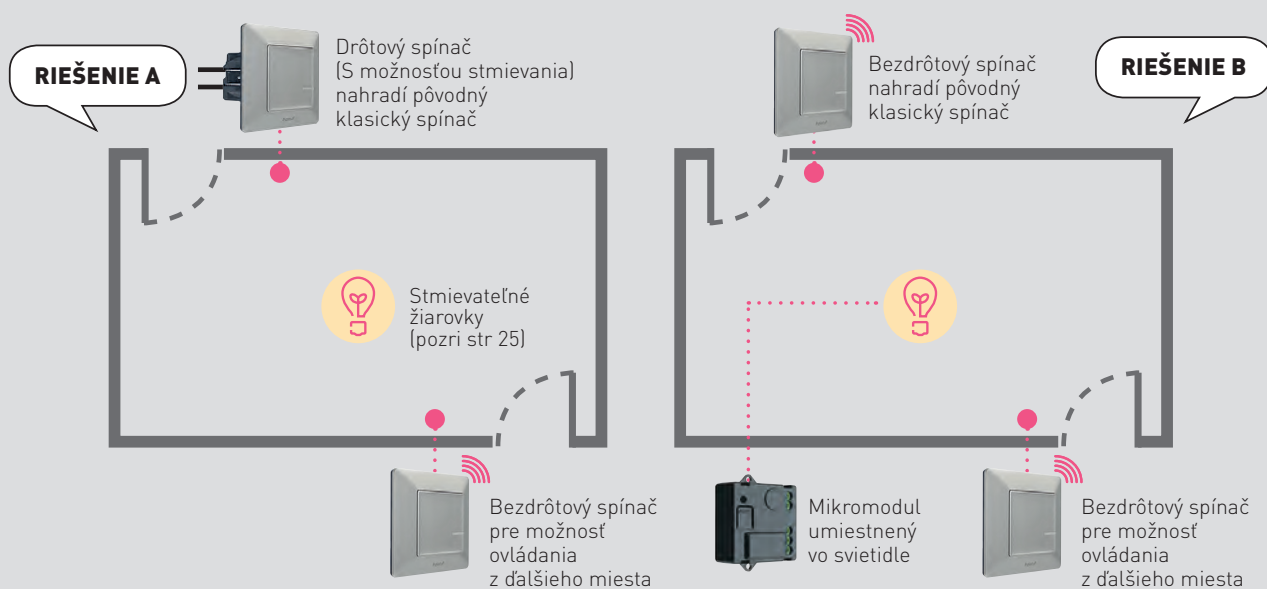 RIEŠENIE A
Drôtový spínač
(S možnosťou stmievania)
nahradí pôvodný
klasický spínač
Stmievateľné
žiarovky
(pozri str 25)
Bezdrôtový spínač
pre možnosť
ovládania
z ďalšieho miesta
RIEŠENIE B
Bezdrôtový spínač
nahradí pôvodný
klasický spínač
Mikromodul
umiestnený
vo svietidle
Bezdrôtový spínač
pre možnosť
ovládania
z ďalšieho miesta